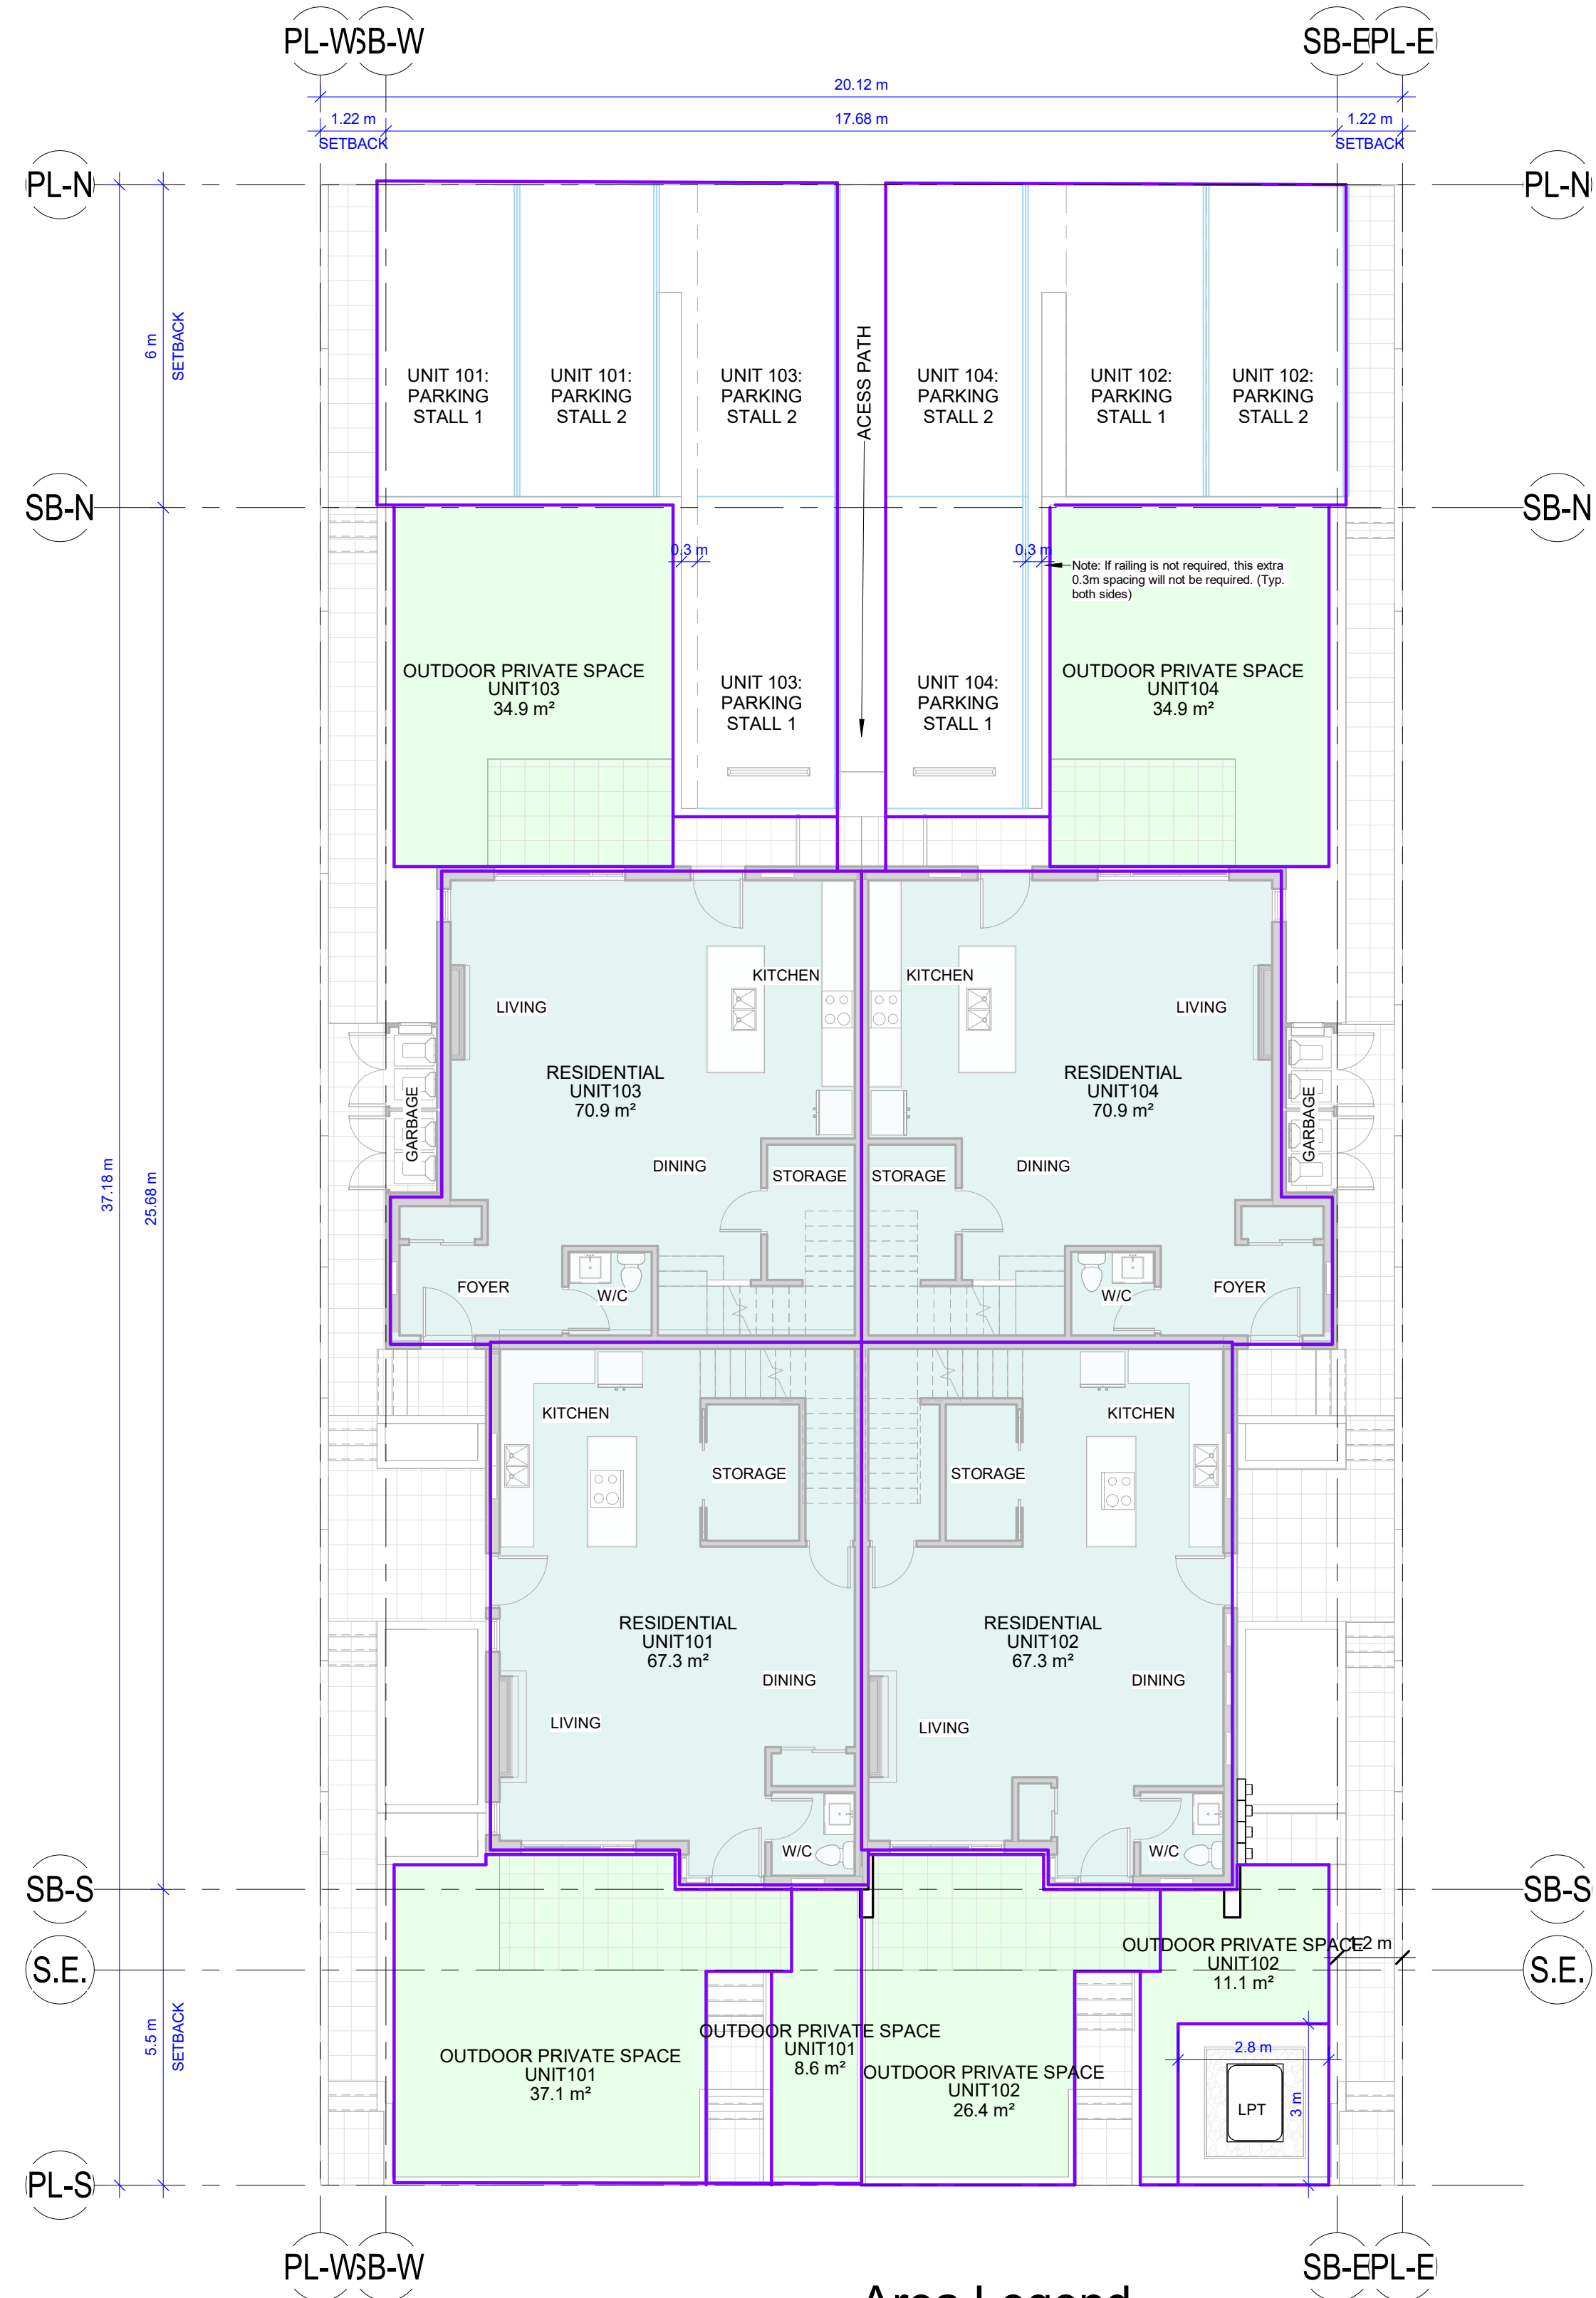 PL-W
SB-W
SB-E
PL-E
20.12 m
1.22 m
17.68 m
1.22 m
SETBACK
SETBACK
PL-N
PL-N
6 m
SETBACK
ACESS PATH
UNIT 101:
PARKING
STALL 1
UNIT 101:
PARKING
STALL 2
UNIT 103:
PARKING
STALL 2
UNIT 104:
PARKING
STALL 2
UNIT 102:
PARKING
STALL 1
UNIT 102:
PARKING
STALL 2
SB-N
SB-N
0.3 m
0.3 m
Note: If railing is not required, this extra
0.3m spacing will not be required. (Typ.
both sides)
OUTDOOR PRIVATE SPACE
UNIT103
34.9 m²
UNIT 103:
PARKING
STALL 1
UNIT 104:
PARKING
STALL 1
OUTDOOR PRIVATE SPACE
UNIT104
34.9 m²
KITCHEN
KITCHEN
LIVING
LIVING
RESIDENTIAL
UNIT103
70.9 m²
RESIDENTIAL
UNIT104
70.9 m²
GARBAGE
GARBAGE
37.18 m
25.68 m
DINING
STORAGE
STORAGE
DINING
FOYER
W/C
W/C
FOYER
KITCHEN
KITCHEN
STORAGE
STORAGE
RESIDENTIAL
UNIT101
67.3 m²
RESIDENTIAL
UNIT102
67.3 m²
DINING
DINING
LIVING
LIVING
W/C
W/C
SB-S
SB-S
S.E.
S.E.
OUTDOOR PRIVATE SPACE
UNIT102
11.1 m²
1.2 m
5.5 m
SETBACK
OUTDOOR PRIVATE SPACE
UNIT101
37.1 m²
OUTDOOR PRIVATE SPACE
UNIT101
8.6 m²
OUTDOOR PRIVATE SPACE
UNIT102
26.4 m²
2.8 m
3 m
LPT
PL-S
PL-W
SB-W
SB-E
PL-E
Area Legend